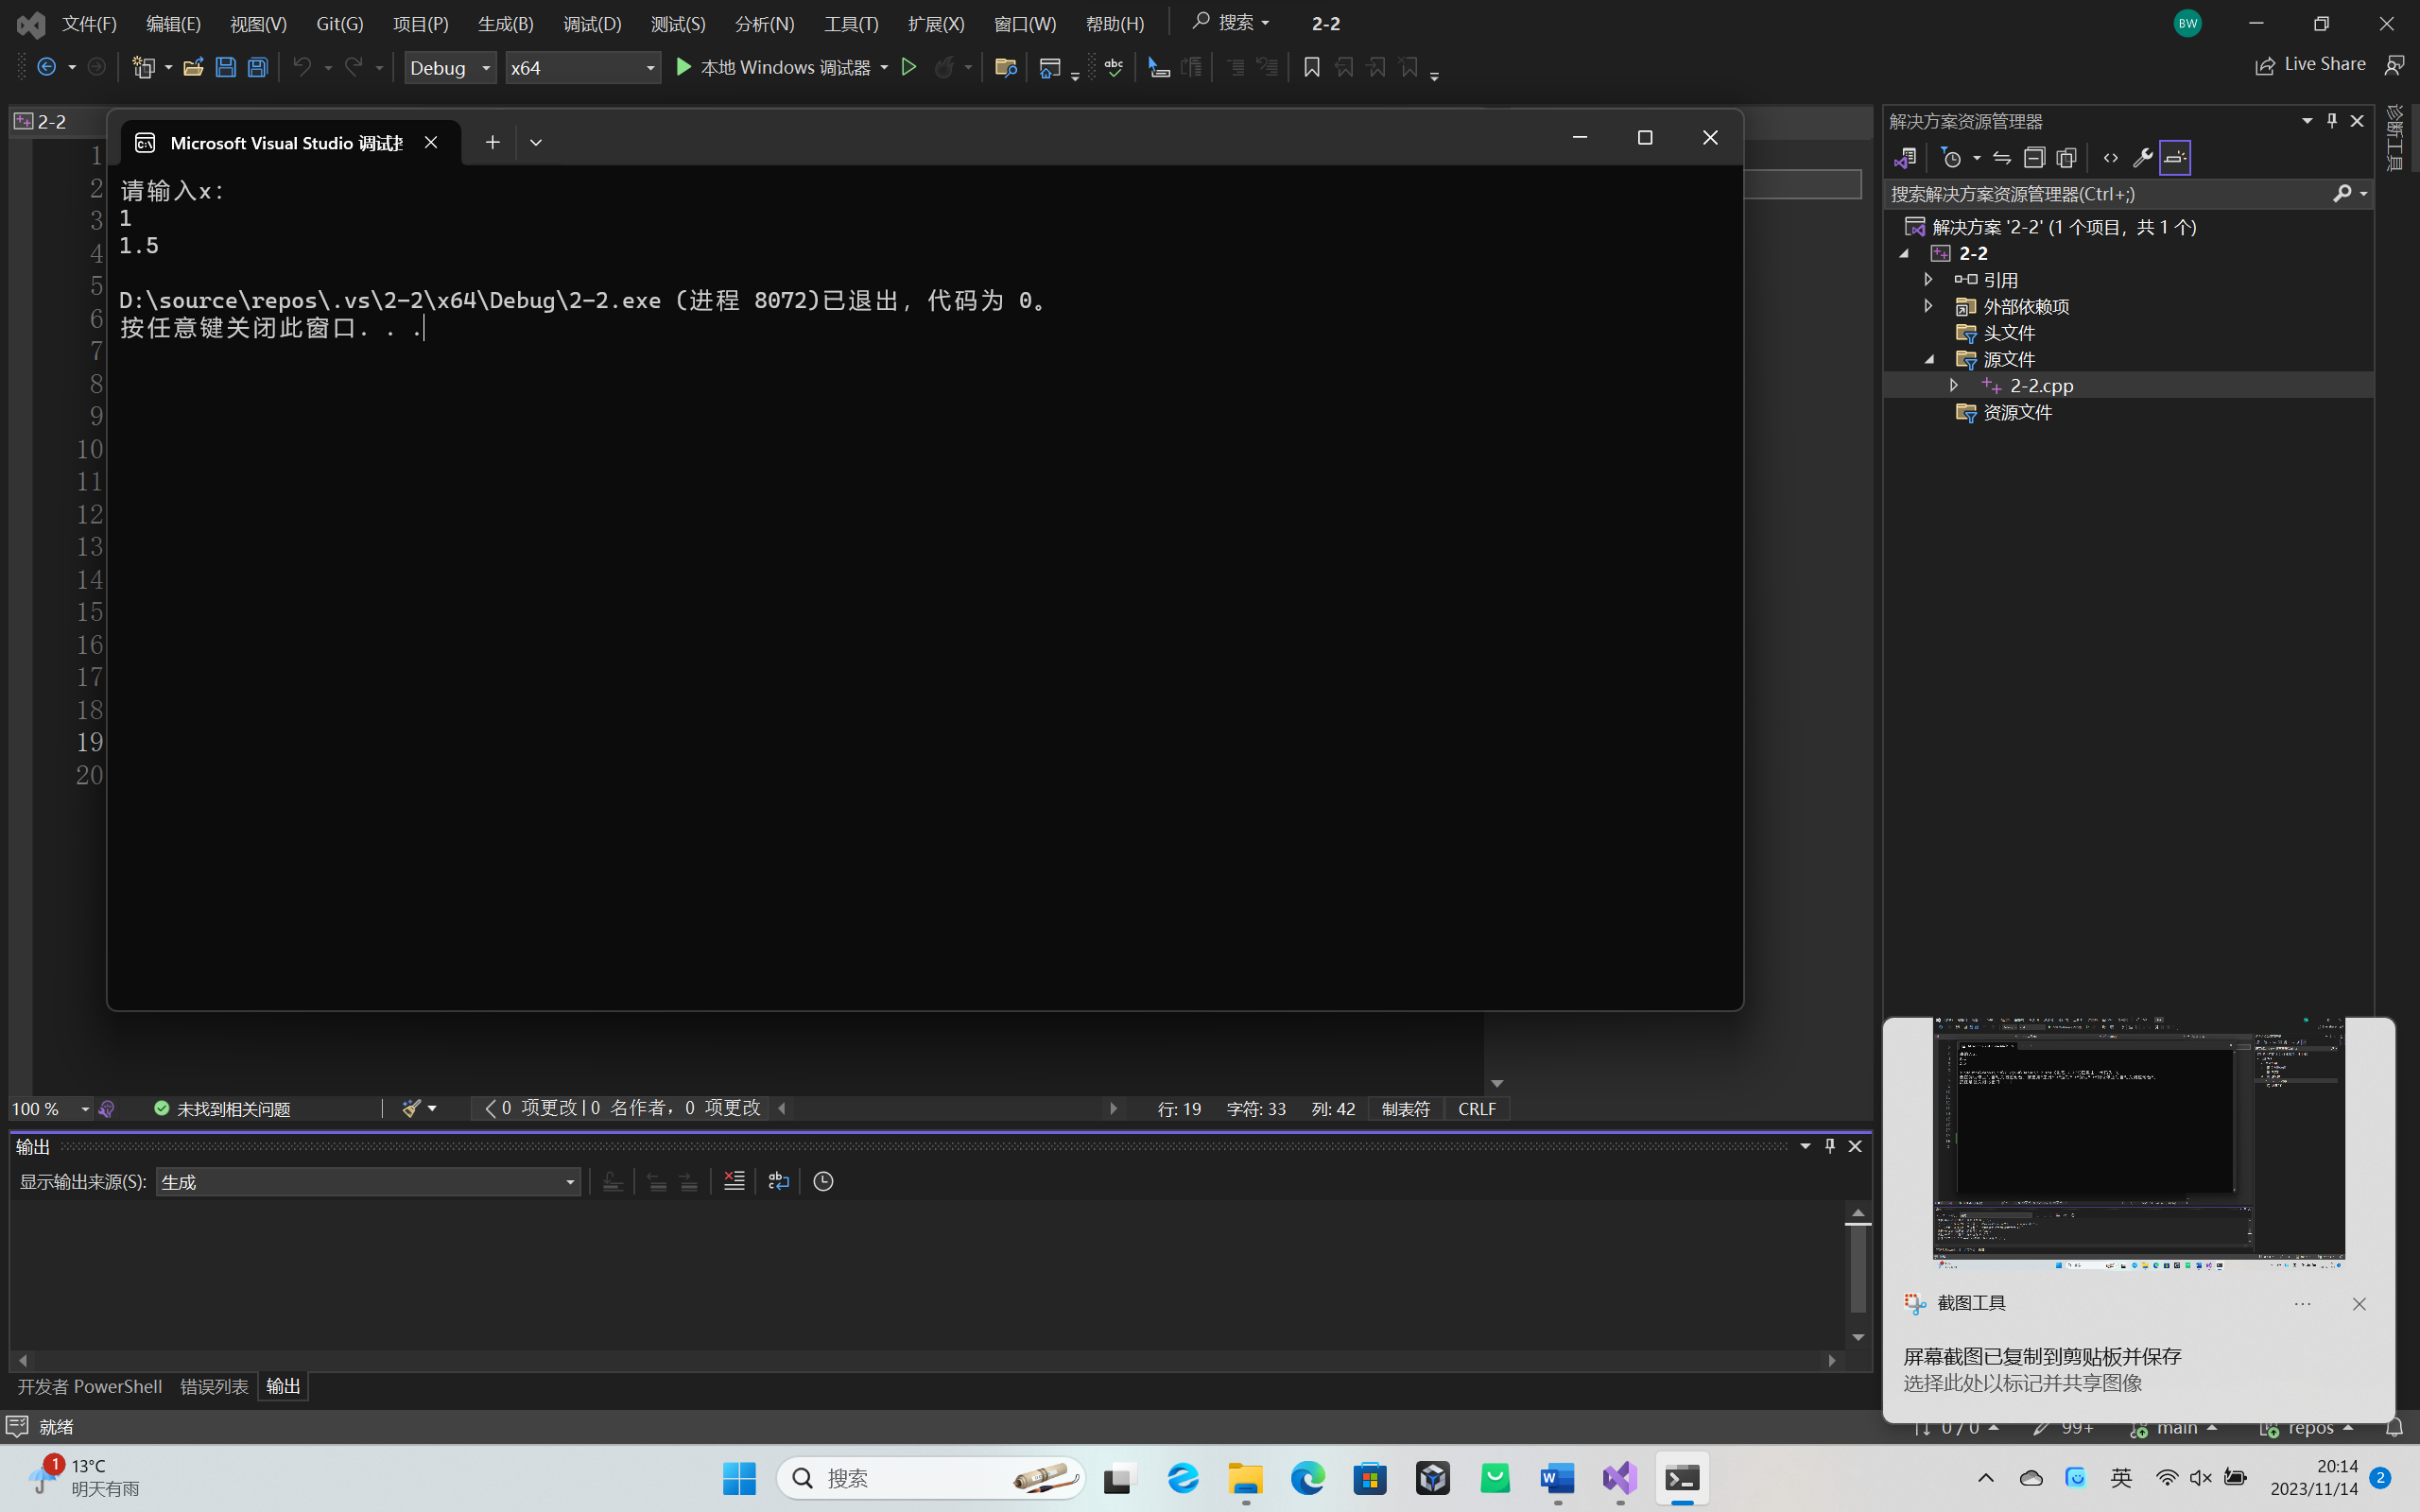 文件(F) 编辑(E) 视图(V) Git(G) 项目(P) 生成(B) 调试(D) 测试(S) 分析(N) 工具(T) 扩展(X) 窗口(W) 帮助(H) 搜索 2-2 BW
Debug x64 本地 Windows 调试器 Live Share
2-2
Microsoft Visual Studio 调试
请输入x:
1
1.5
D:\source\repos\.vs\2-2\x64\Debug\2-2.exe (进程 8072)已退出，代码为 0。
按任意键关闭此窗口. . .
1
2
3
4
5
6
7
8
9
10
11
12
13
14
15
16
17
18
19
20
解决方案资源管理器
搜索解决方案资源管理器(Ctrl+;)
解决方案 '2-2' (1 个项目，共 1 个)
2-2
引用
外部依赖项
头文件
源文件
2-2.cpp
资源文件
诊断工具
100 % 未找到相关问题 0 项更改|0 名作者，0 项更改 行: 19 字符: 33 列: 42 制表符 CRLF
输出
显示输出来源(S): 生成
开发者 PowerShell 错误列表 输出
截图工具
屏幕截图已复制到剪贴板并保存
选择此处以标记并共享图像
就绪 0 / 0 99+ main repos
1 13°C
明天有雨
搜索
英
20:14
2023/11/14
2